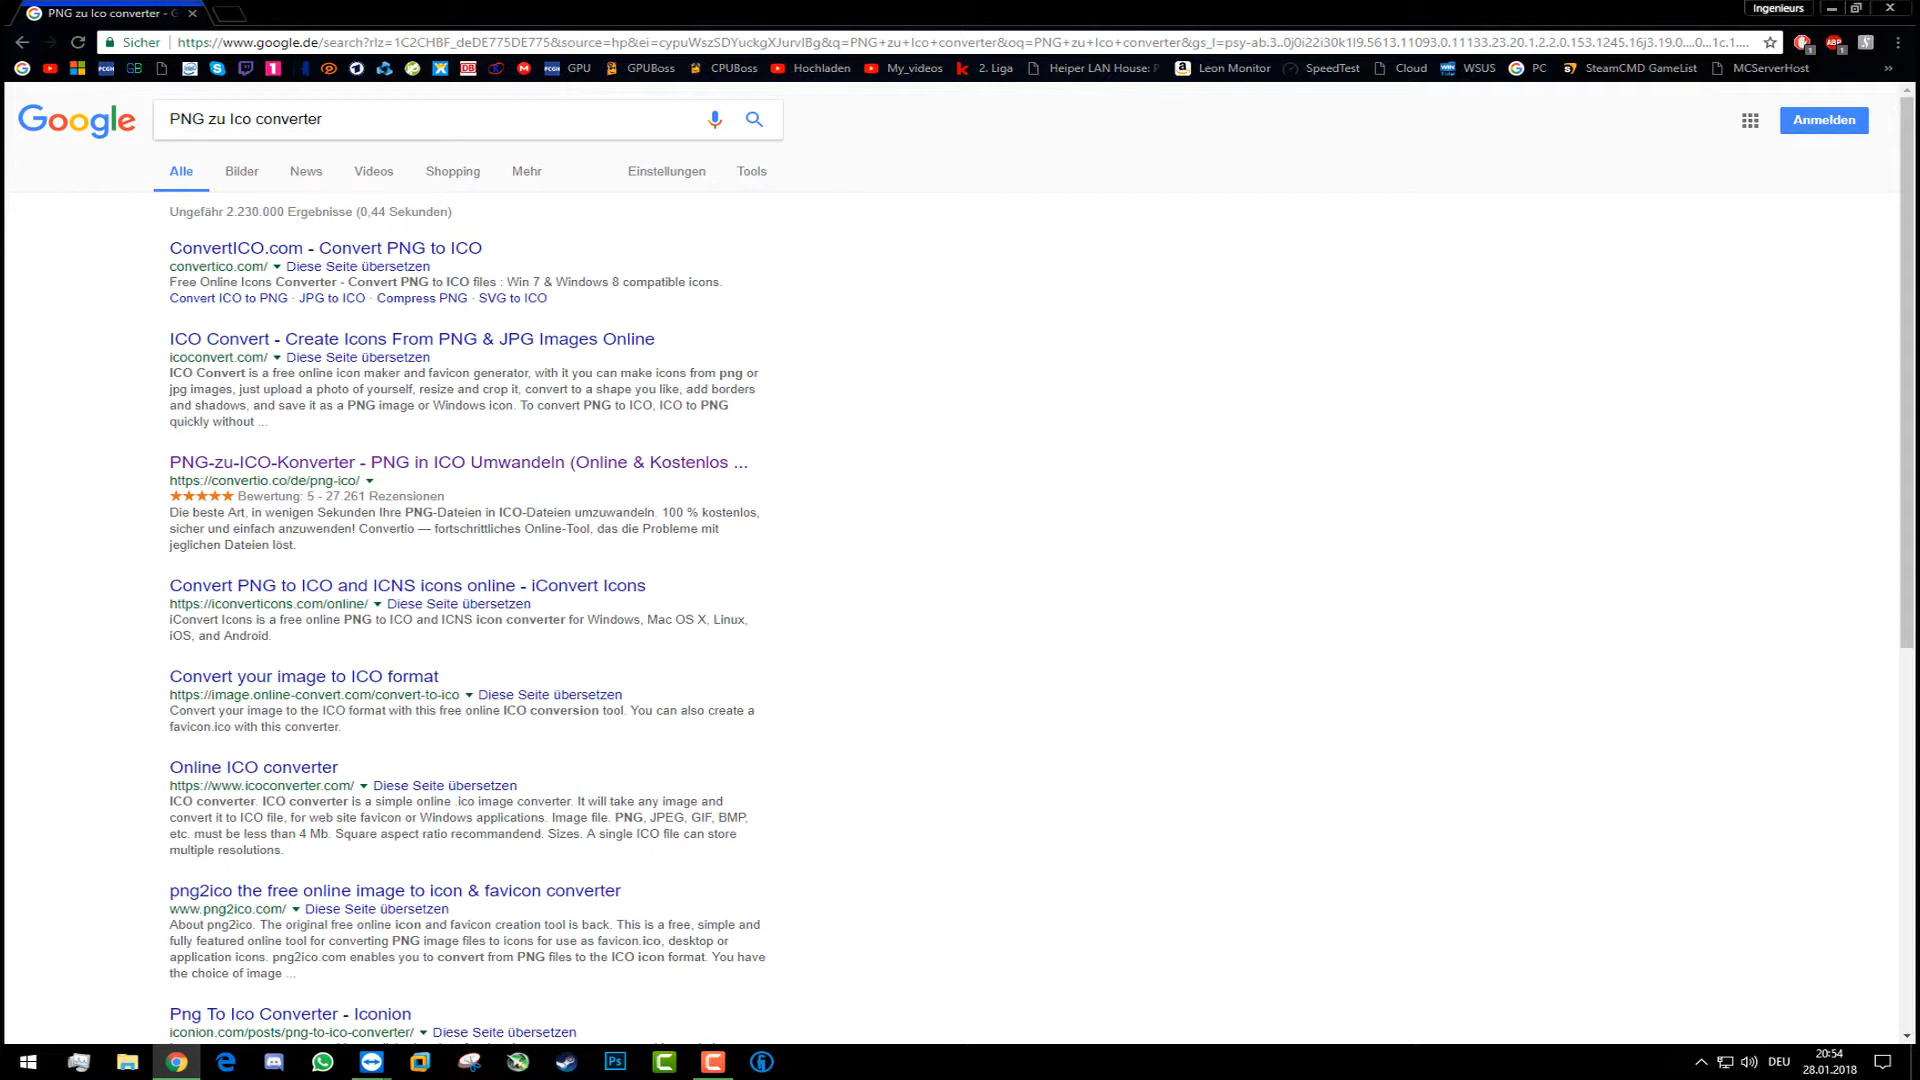 PNG zu Ico converter - G
Ingenieurs
Sicher https://www.google.de/search?rlz=1C2CHBF_deDE775DE775&source=hp&ei=cypuWszSDYuckgXJurvIBg&q=PNG+zu+Ico+converter&oq=PNG+zu+Ico+converter&gs_l=psy-ab.3..0j0i22i30k1l9.5613.11093.0.11133.23.20.1.2.2.0.153.1245.16j3.19.0....0...1c.1....
GPU GPUBoss CPUBoss Hochladen My_videos 2. Liga Heiper LAN House: Leon Monitor SpeedTest Cloud WSUS PC SteamCMD GameList MCServerHost »
Google PNG zu Ico converter Anmelden
Alle Bilder News Videos Shopping Mehr Einstellungen Tools
Ungefähr 2.230.000 Ergebnisse (0,44 Sekunden)
ConvertICO.com - Convert PNG to ICO
convertico.com/ Diese Seite übersetzen
Free Online Icons Converter - Convert PNG to ICO files : Win 7 & Windows 8 compatible icons.
Convert ICO to PNG · JPG to ICO · Compress PNG · SVG to ICO
ICO Convert - Create Icons From PNG & JPG Images Online
icoconvert.com/ Diese Seite übersetzen
ICO Convert is a free online icon maker and favicon generator, with it you can make icons from png or
jpg images, just upload a photo of yourself, resize and crop it, convert to a shape you like, add borders
and shadows, and save it as a PNG image or Windows icon. To convert PNG to ICO, ICO to PNG
quickly without ...
PNG-zu-ICO-Konverter - PNG in ICO Umwandeln (Online & Kostenlos ...
https://convertio.co/de/png-ico/
Bewertung: 5 - 27.261 Rezensionen
Die beste Art, in wenigen Sekunden Ihre PNG-Dateien in ICO-Dateien umzuwandeln. 100 % kostenlos,
sicher und einfach anzuwenden! Convertio — fortschrittliches Online-Tool, das die Probleme mit
jeglichen Dateien löst.
Convert PNG to ICO and ICNS icons online - iConvert Icons
https://iconverticons.com/online/ Diese Seite übersetzen
iConvert Icons is a free online PNG to ICO and ICNS icon converter for Windows, Mac OS X, Linux,
iOS, and Android.
Convert your image to ICO format
https://image.online-convert.com/convert-to-ico Diese Seite übersetzen
Convert your image to the ICO format with this free online ICO conversion tool. You can also create a
favicon.ico with this converter.
Online ICO converter
https://www.icoconverter.com/ Diese Seite übersetzen
ICO converter. ICO converter is a simple online .ico image converter. It will take any image and
convert it to ICO file, for web site favicon or Windows applications. Image file. PNG, JPEG, GIF, BMP,
etc. must be less than 4 Mb. Square aspect ratio recommendend. Sizes. A single ICO file can store
multiple resolutions.
png2ico the free online image to icon & favicon converter
www.png2ico.com/ Diese Seite übersetzen
About png2ico. The original free online icon and favicon creation tool is back. This is a free, simple and
fully featured online tool for converting PNG image files to icons for use as favicon.ico, desktop or
application icons. png2ico.com enables you to convert from PNG files to the ICO icon format. You have
the choice of image ...
Png To Ico Converter - Iconion
iconion.com/posts/png-to-ico-converter/ Diese Seite übersetzen
DEU 20:54
28.01.2018